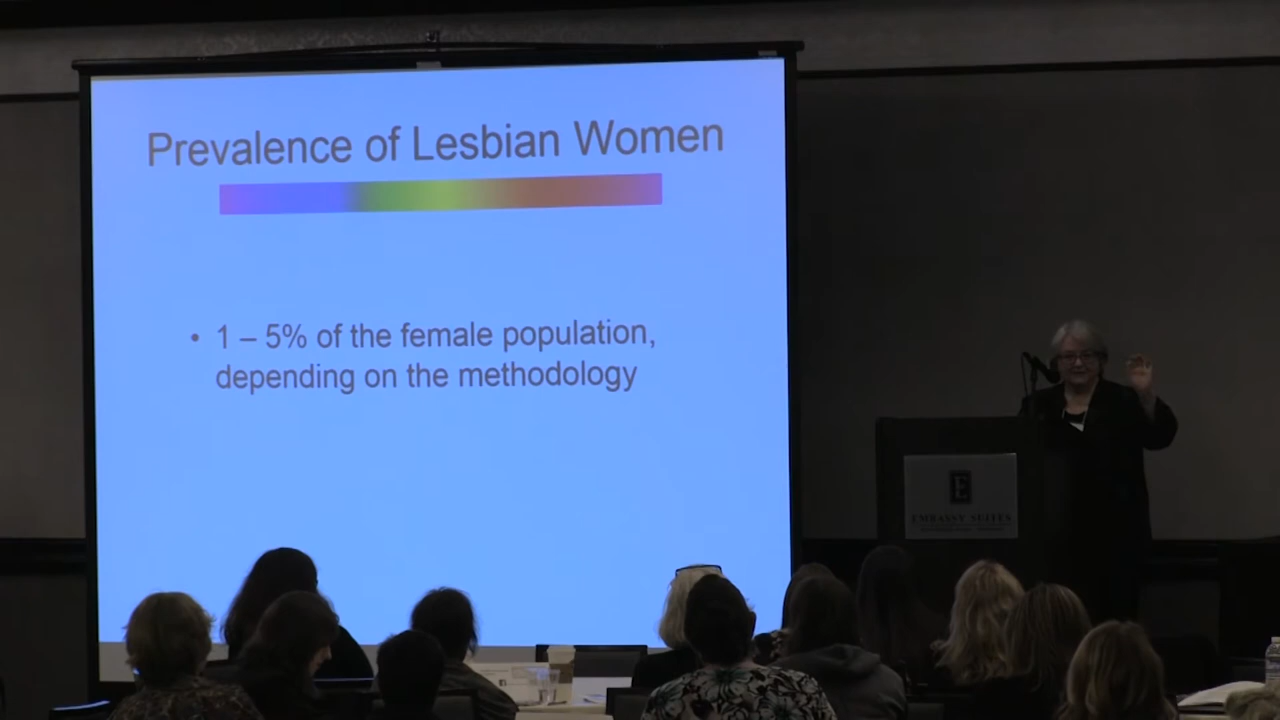 Prevalence of Lesbian Women
• 1 – 5% of the female population,
depending on the methodology
E
EMBASSY SUITES